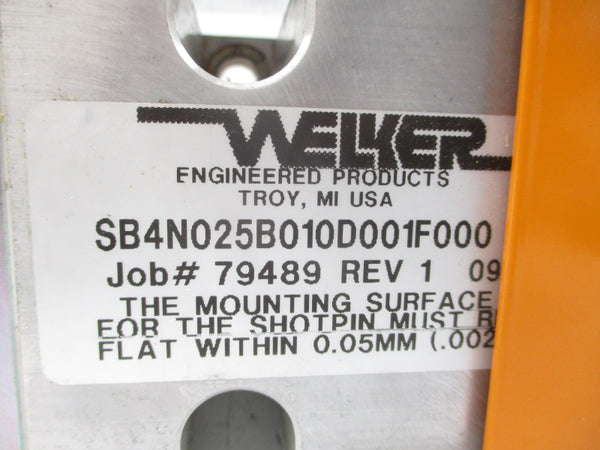 WELKER
ENGINEERED PRODUCTS
TROY, MI USA
SB4N025B010D001F000
Job# 79489 REV 1 09
THE MOUNTING SURFACE
FOR THE SHOTPIN MUST
FLAT WITHIN 0.05MM (.002